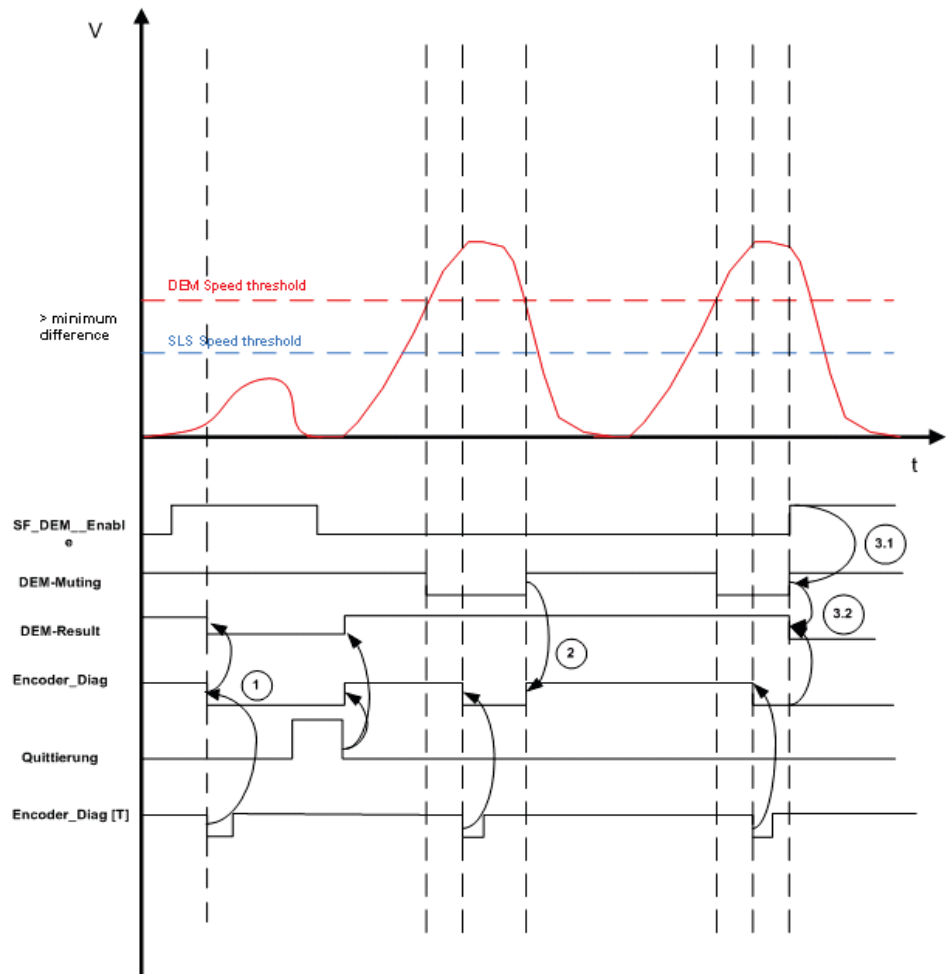 V
DEM Speed threshold
> minimum
difference
SLS Speed threshold
t
SF_DEM__Enabl
e
3.1
DEM-Muting
3.2
DEM-Result
2
Encoder_Diag
1
Quittierung
Encoder_Diag [T]